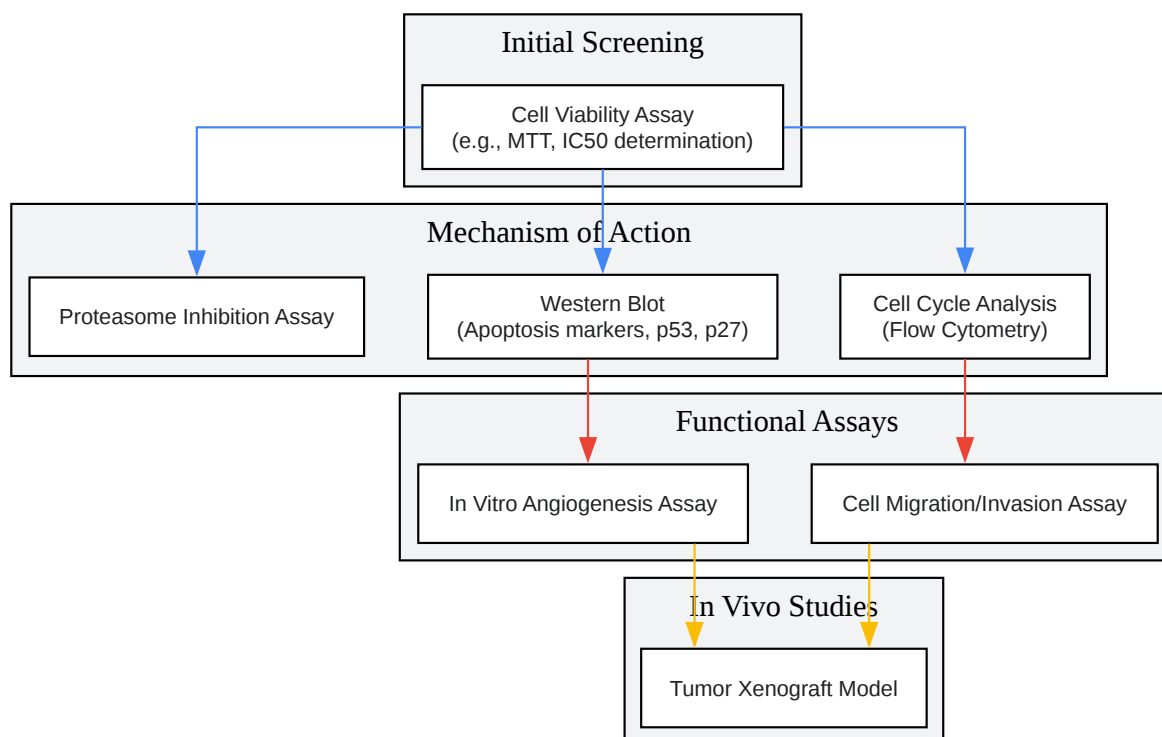 Initial Screening
Cell Viability Assay
(e.g., MTT, IC50 determination)
Mechanism of Action
Proteasome Inhibition Assay
Western Blot
(Apoptosis markers, p53, p27)
Cell Cycle Analysis
(Flow Cytometry)
Functional Assays
In Vitro Angiogenesis Assay
Cell Migration/Invasion Assay
In Vivo Studies
Tumor Xenograft Model